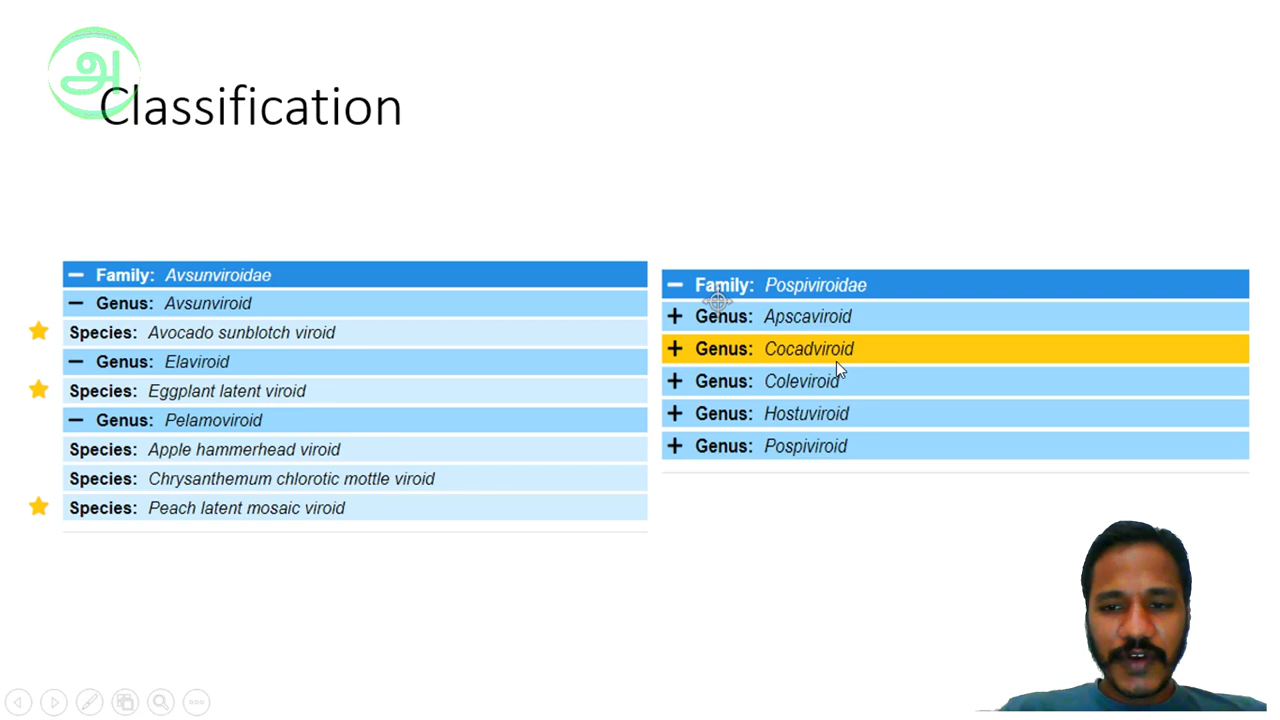 அ
Classification
Family: Avsunviroidae
Genus: Avsunviroid
Species: Avocado sunblotch viroid
Genus: Elaviroid
Species: Eggplant latent viroid
Genus: Pelamoviroid
Species: Apple hammerhead viroid
Species: Chrysanthemum chlorotic mottle viroid
Species: Peach latent mosaic viroid
Family: Pospiviroidae
Genus: Apscaviroid
Genus: Cocadviroid
Genus: Coleviroid
Genus: Hostuviroid
Genus: Pospiviroid